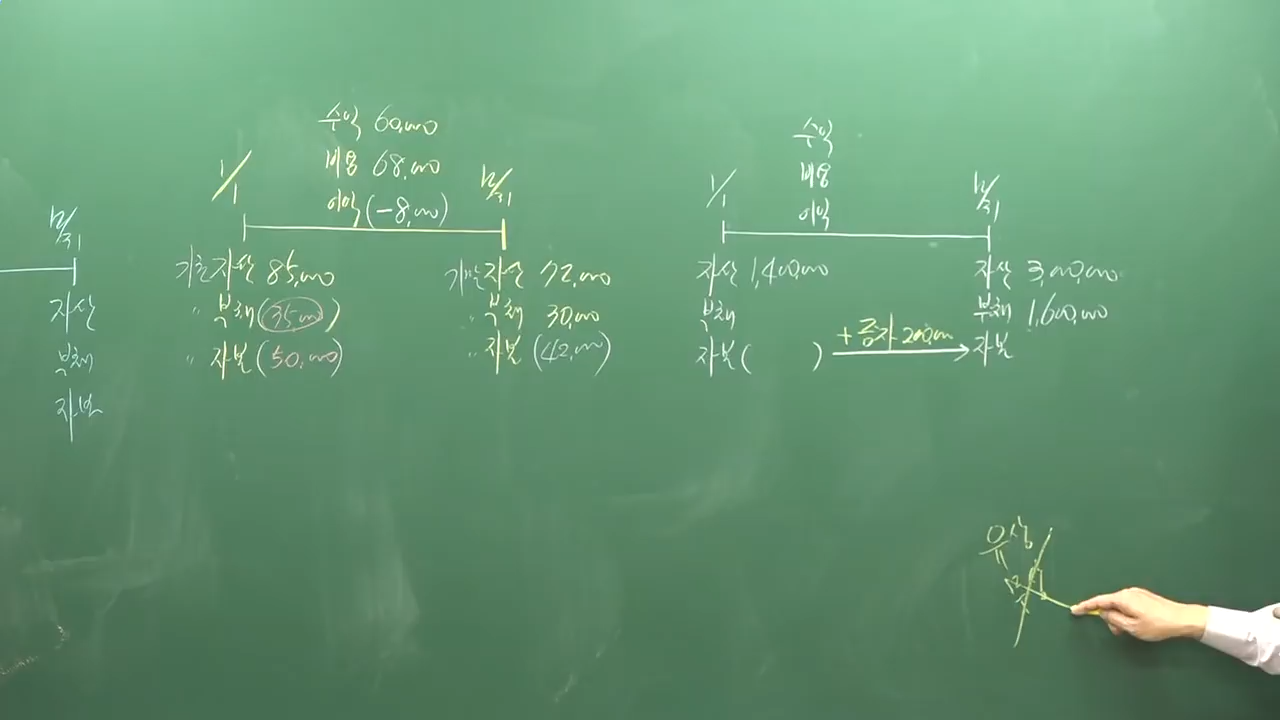 12/31
자산
부채
자본
수익 60,000
비용 68,000
이익 (-8,000)
1/1
12/31
기초자산 85,000
" 부채 (35,000)
" 자본 (50,000)
기말자산 72,000
" 부채 30,000
" 자본 (42,000)
수익
비용
이익
1/1
12/31
자산 1,400,000
부채
자본 ( )
+ 증자 200,000
자산 3,000,000
부채 1,600,000
자본
유상